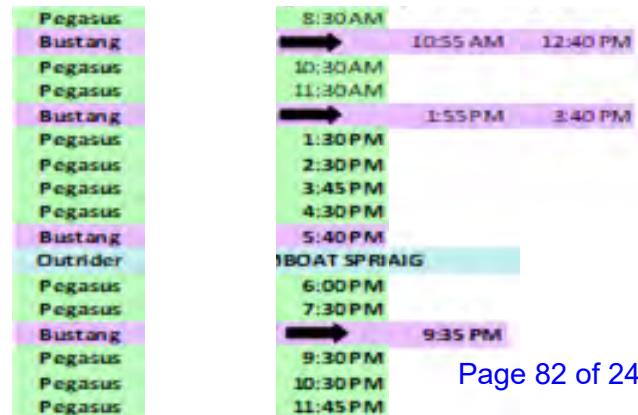 Pegasus 8:30AM
Bustang 10:55 AM 12:40 PM
Pegasus 10:30AM
Pegasus 11:30AM
Bustang 1:55PM 3:40 PM
Pegasus 1:30PM
Pegasus 2:30PM
Pegasus 3:45PM
Pegasus 4:30PM
Bustang 5:40PM
Outrider MBOAT SPRIAIG
Pegasus 6:00PM
Pegasus 7:30PM
Bustang 9:35 PM
Pegasus 9:30PM
Pegasus 10:30PM
Pegasus 11:45PM
Page 82 of 24